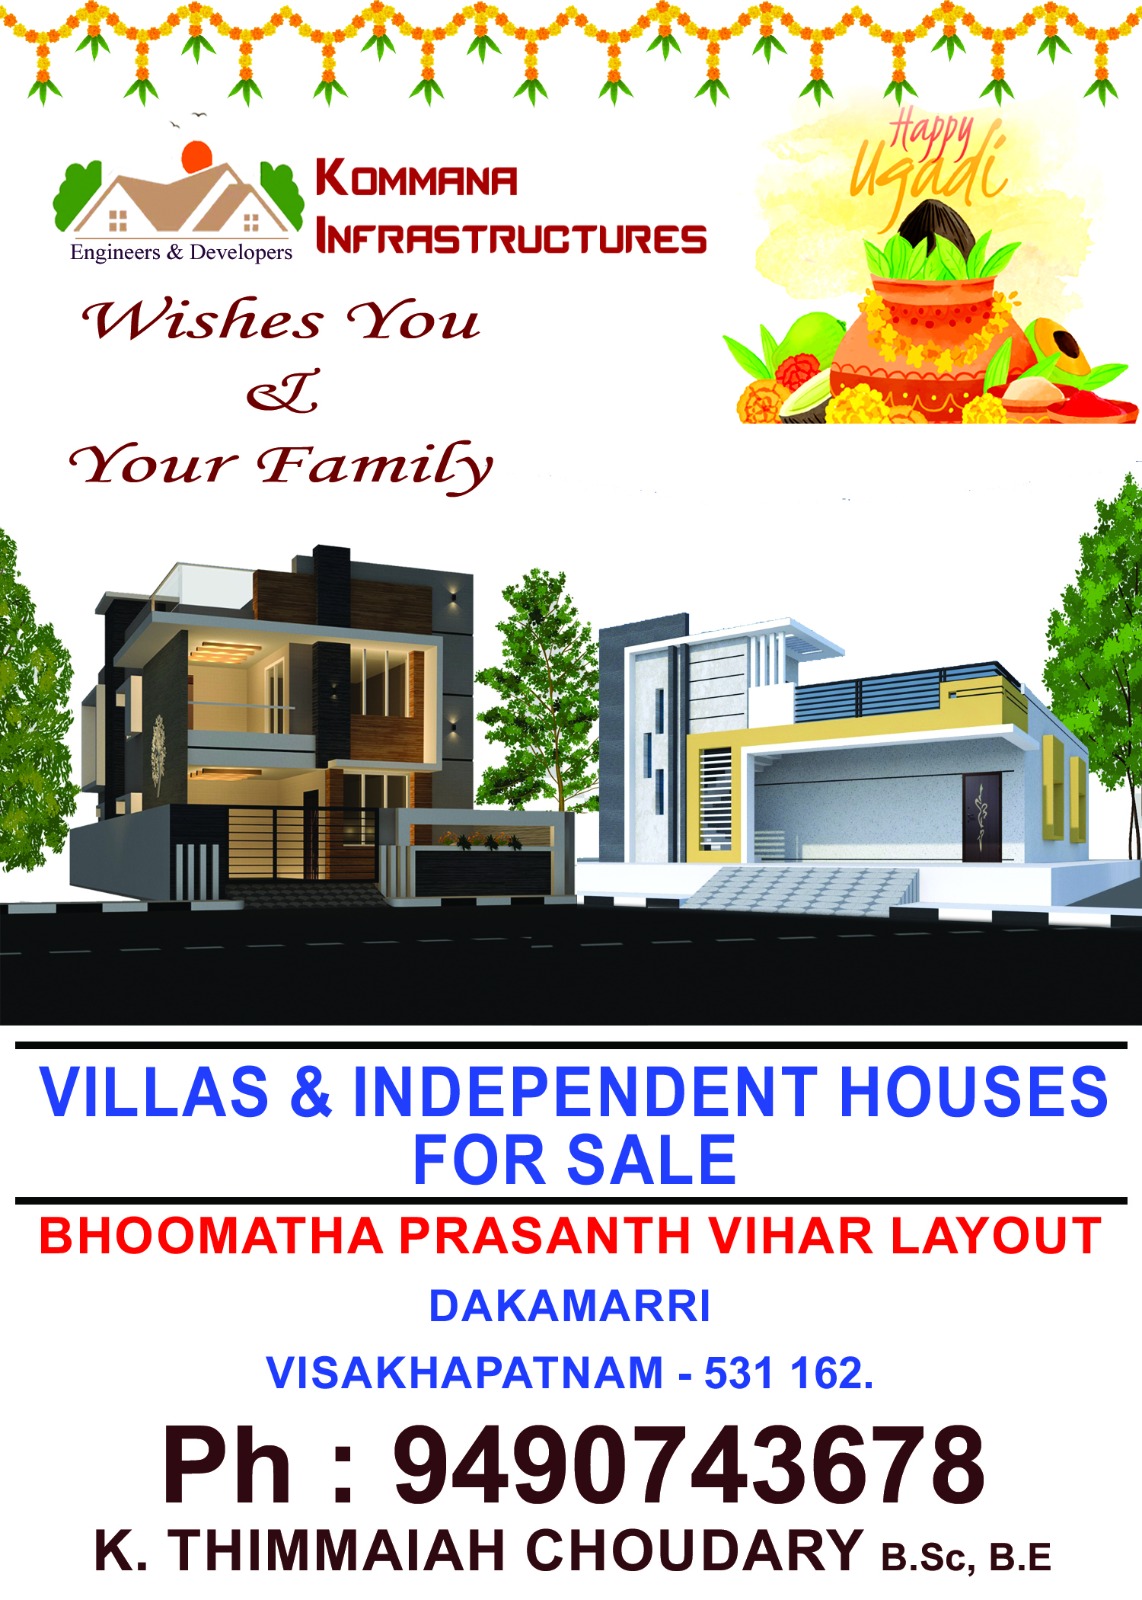 Kommana
Infrastructures
Engineers & Developers
Happy
Ugadi
Wishes You
&
Your Family
VILLAS & INDEPENDENT HOUSES
FOR SALE
BHOOMATHA PRASANTH VIHAR LAYOUT
DAKAMARRI
VISAKHAPATNAM - 531 162.
Ph : 9490743678
K. THIMMAIAH CHOUDARY B.Sc, B.E